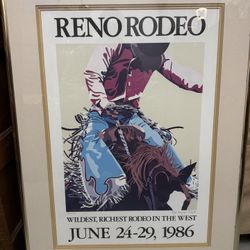 RENO RODEO
WILDEST, RICHEST RODEO IN THE WEST
JUNE 24-29, 1986